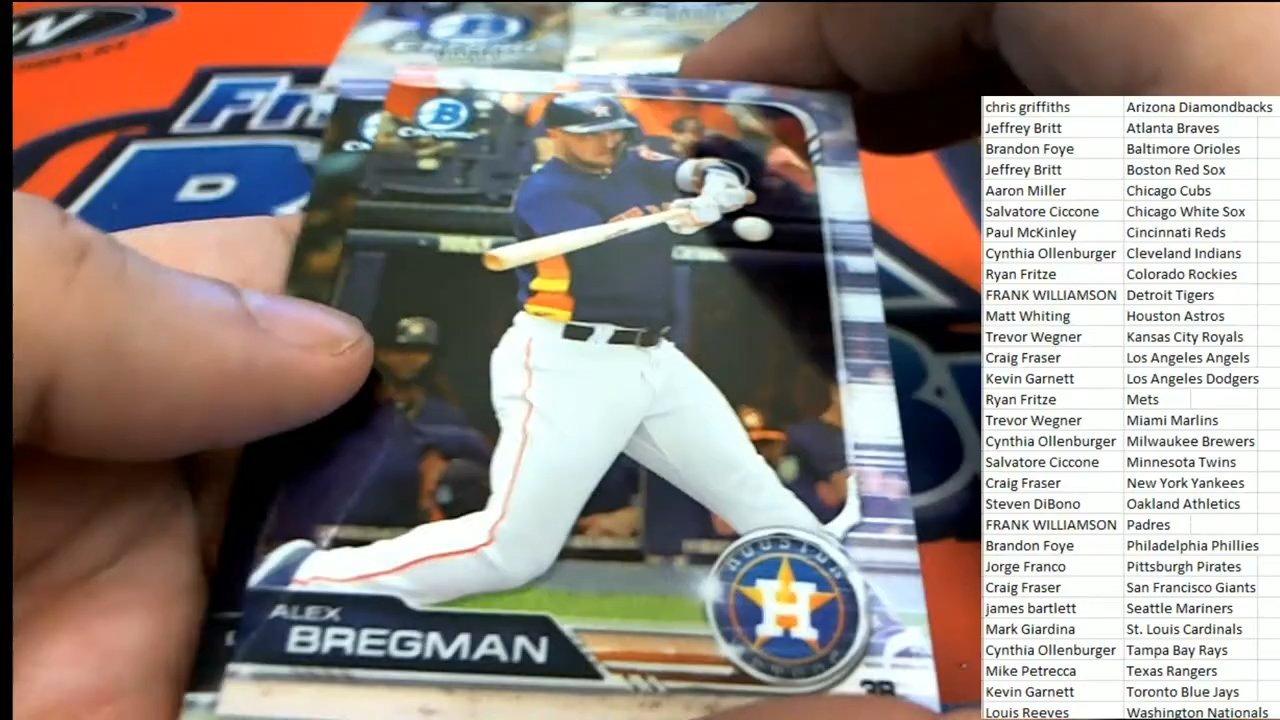 Chrome
ALEX
BREGMAN
HOUSTON
H
3B
D
chris griffiths Arizona Diamondbacks
Jeffrey Britt Atlanta Braves
Brandon Foye Baltimore Orioles
Jeffrey Britt Boston Red Sox
Aaron Miller Chicago Cubs
Salvatore Ciccone Chicago White Sox
Paul McKinley Cincinnati Reds
Cynthia Ollenburger Cleveland Indians
Ryan Fritze Colorado Rockies
FRANK WILLIAMSON Detroit Tigers
Matt Whiting Houston Astros
Trevor Wegner Kansas City Royals
Craig Fraser Los Angeles Angels
Kevin Garnett Los Angeles Dodgers
Ryan Fritze Mets
Trevor Wegner Miami Marlins
Cynthia Ollenburger Milwaukee Brewers
Salvatore Ciccone Minnesota Twins
Craig Fraser New York Yankees
Steven DiBono Oakland Athletics
FRANK WILLIAMSON Padres
Brandon Foye Philadelphia Phillies
Jorge Franco Pittsburgh Pirates
Craig Fraser San Francisco Giants
james bartlett Seattle Mariners
Mark Giardina St. Louis Cardinals
Cynthia Ollenburger Tampa Bay Rays
Mike Petrecca Texas Rangers
Kevin Garnett Toronto Blue Jays
Louis Reeves Washington Nationals